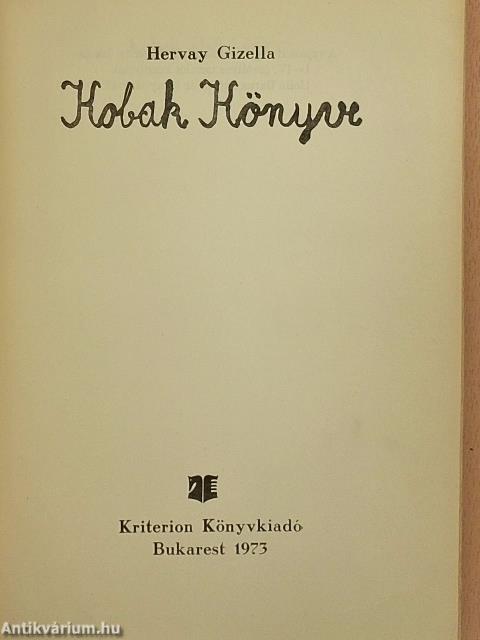 Hervay Gizella
Kobak Könyve
Kriterion Könyvkiadó
Bukarest 1973
Antikvárium.hu